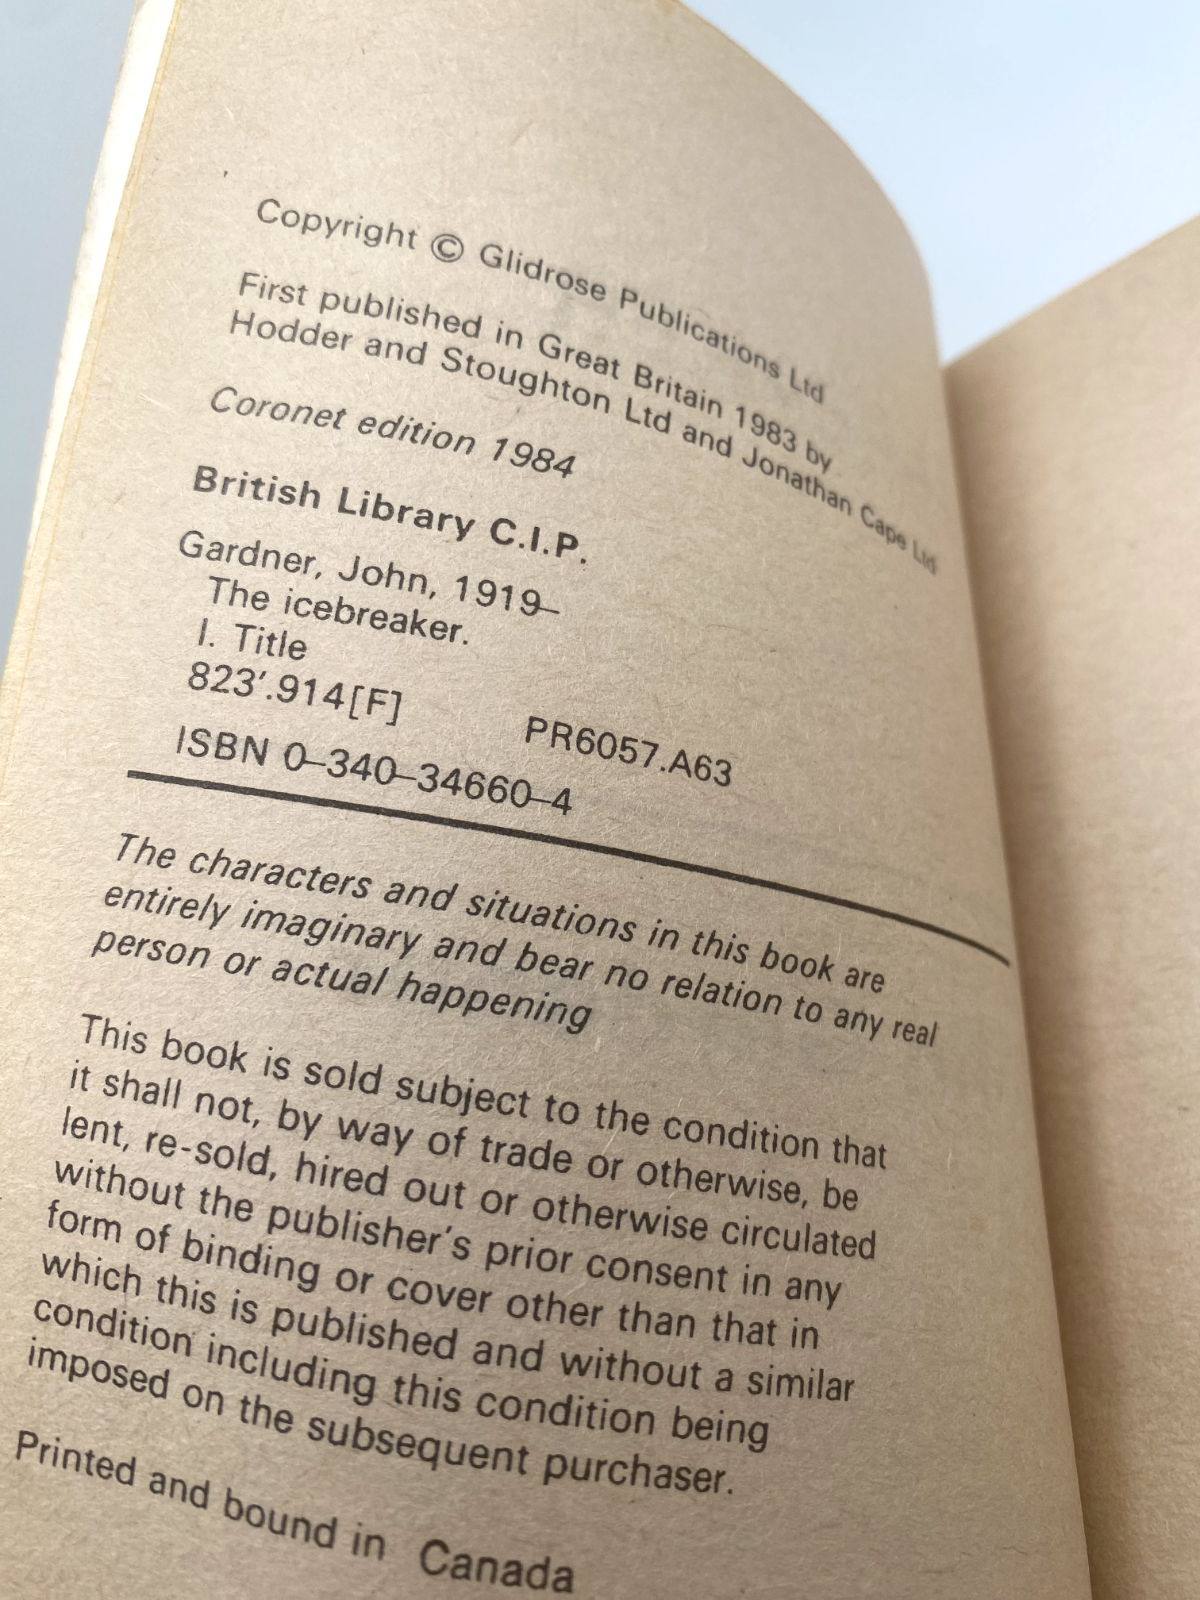 Copyright © Glidrose Publications Ltd
First published in Great Britain 1983 by
Hodder and Stoughton Ltd and Jonathan Cape Ltd
Coronet edition 1984
British Library C.I.P.
Gardner, John, 1919–
The icebreaker.
I. Title
823'.914[F] PR6057.A63
ISBN 0–340–34660–4
The characters and situations in this book are
entirely imaginary and bear no relation to any real
person or actual happening
This book is sold subject to the condition that
it shall not, by way of trade or otherwise, be
lent, re-sold, hired out or otherwise circulated
without the publisher's prior consent in any
form of binding or cover other than that in
which this is published and without a similar
condition including this condition being
imposed on the subsequent purchaser.
Printed and bound in Canada